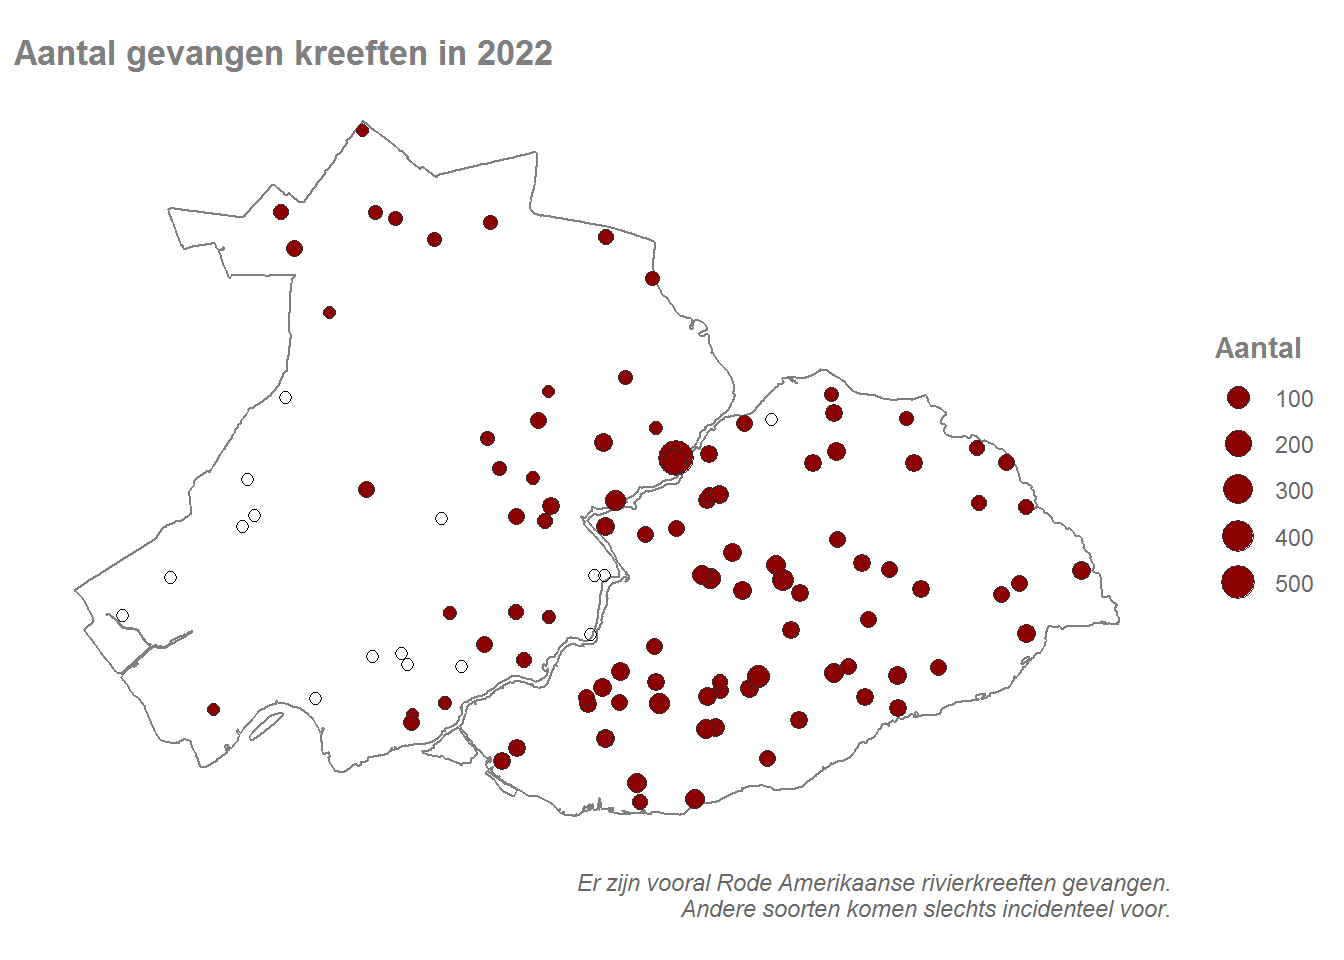 Aantal gevangen kreeften in 2022
Aantal
100
200
300
400
500
Er zijn vooral Rode Amerikaanse rivierkreeften gevangen.
Andere soorten komen slechts incidenteel voor.